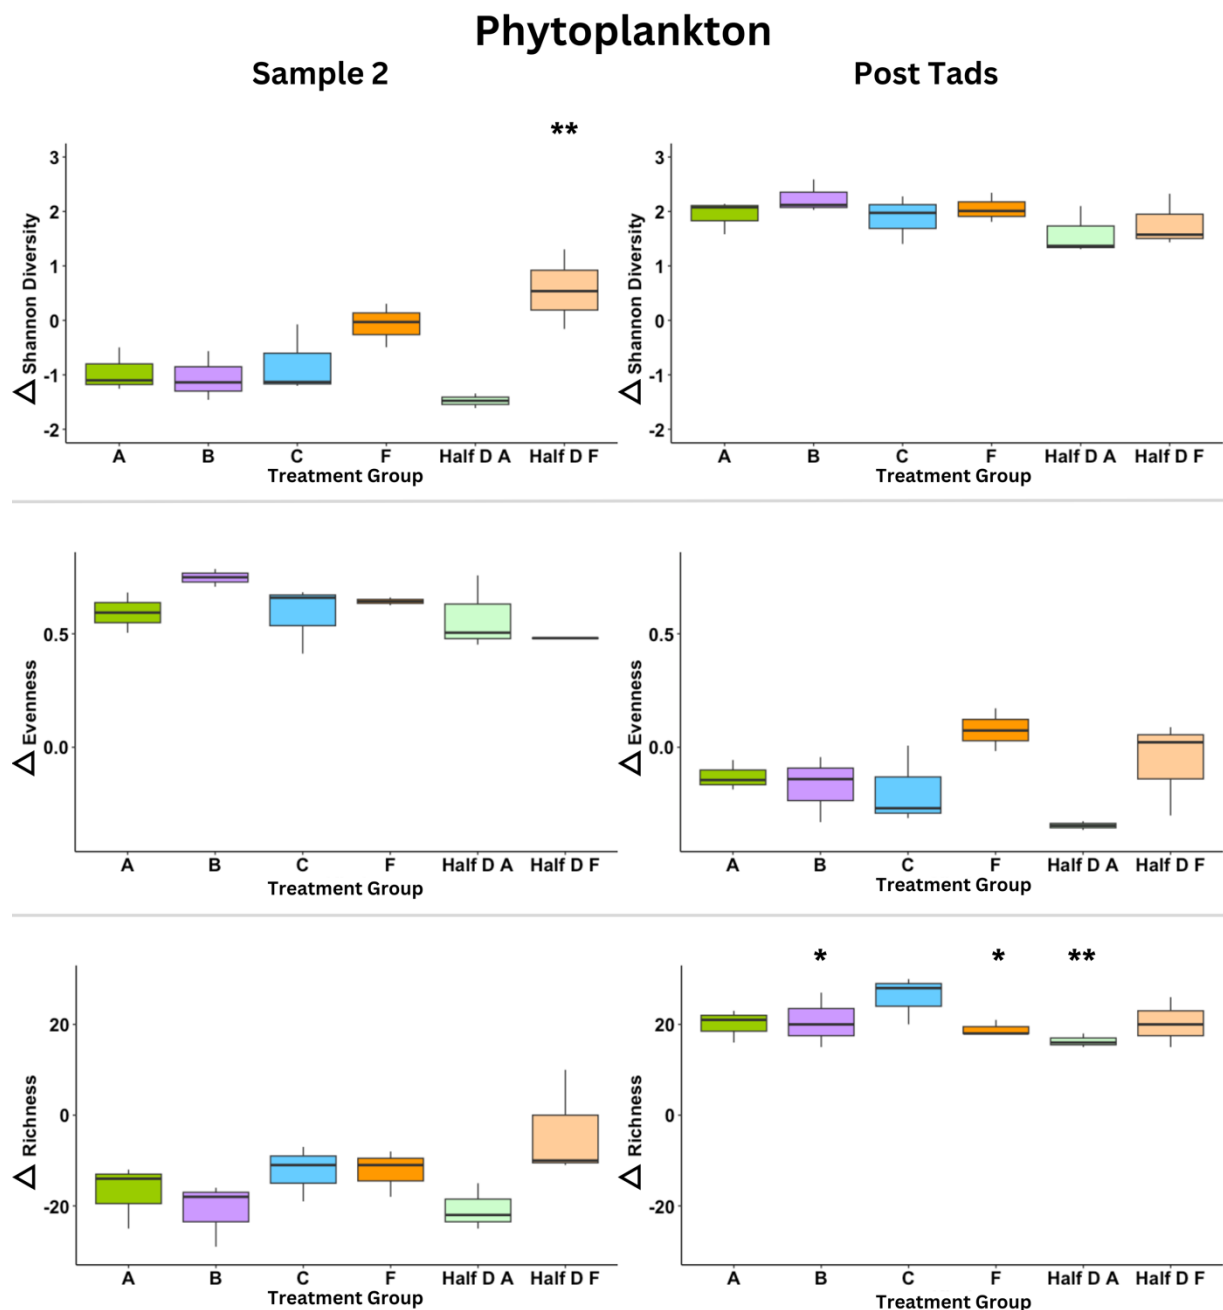 Phytoplankton
Sample 2
Post Tads
**
3
2
1
0
-1
-2
Δ Shannon Diversity
A B C F Half D A Half D F
Treatment Group
3
2
1
0
-1
-2
Δ Shannon Diversity
A B C F Half D A Half D F
Treatment Group
0.5
0.0
Δ Evenness
A B C F Half D A Half D F
Treatment Group
0.5
0.0
Δ Evenness
A B C F Half D A Half D F
Treatment Group
20
0
-20
Δ Richness
A B C F Half D A Half D F
Treatment Group
* * **
20
0
-20
Δ Richness
A B C F Half D A Half D F
Treatment Group